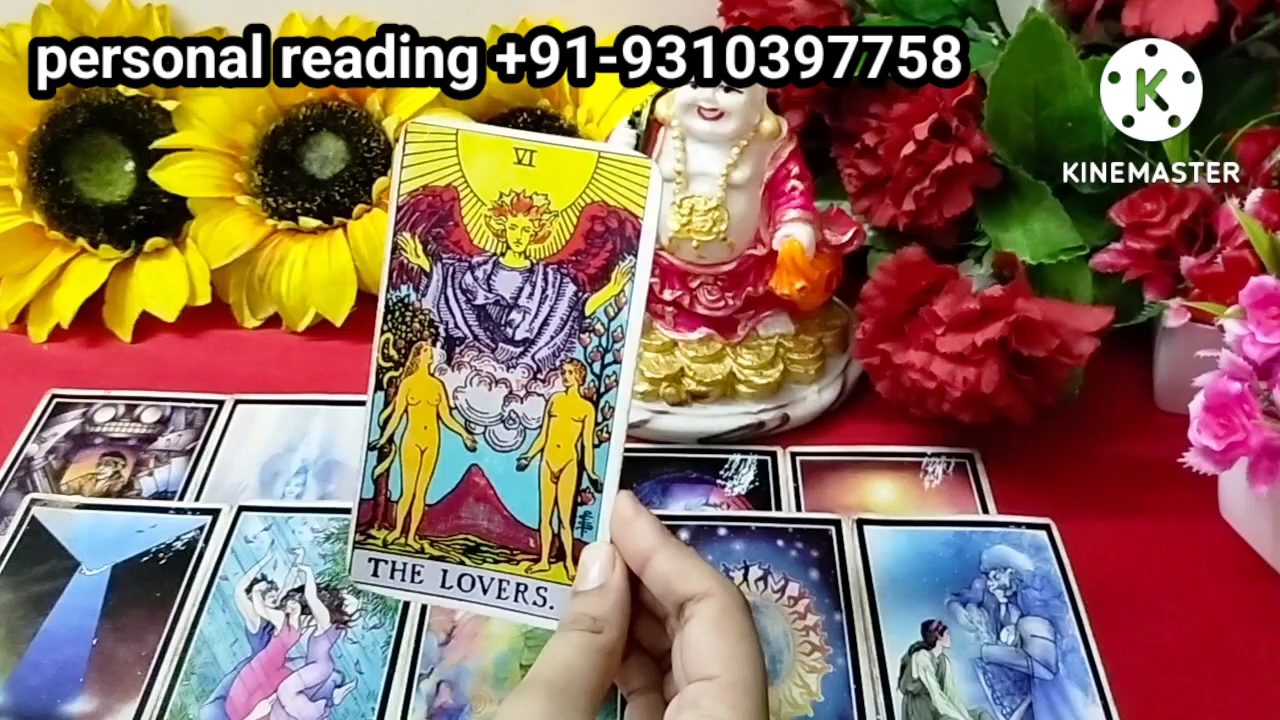 personal reading +91-9310397758
K
KINEMASTER
VI
THE LOVERS.